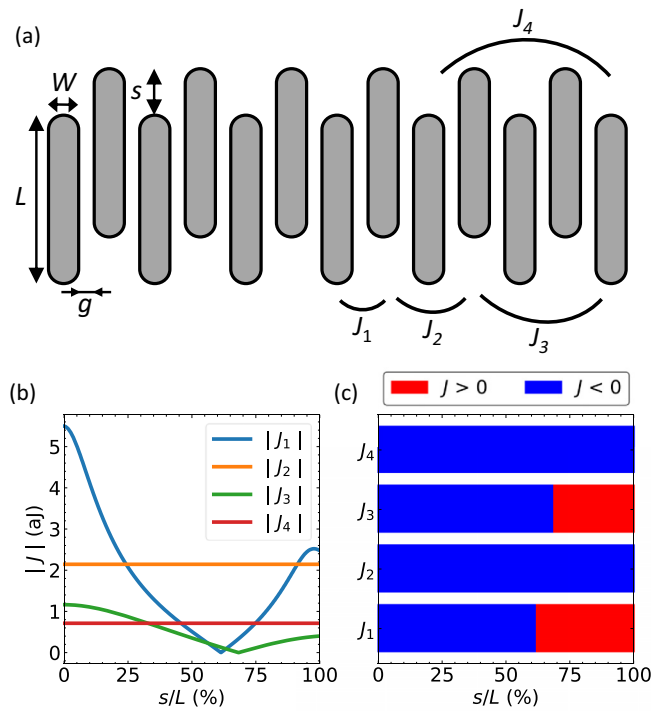 (a)
J4
W
s
L
g
J1
J2
J3
(b)
(c)
J > 0
J < 0
| J1 |
| J2 |
| J3 |
| J4 |
| J | (aJ)
5
4
3
2
1
0
0
25
50
75
100
s/L (%)
J4
J3
J2
J1
0
25
50
75
100
s/L (%)